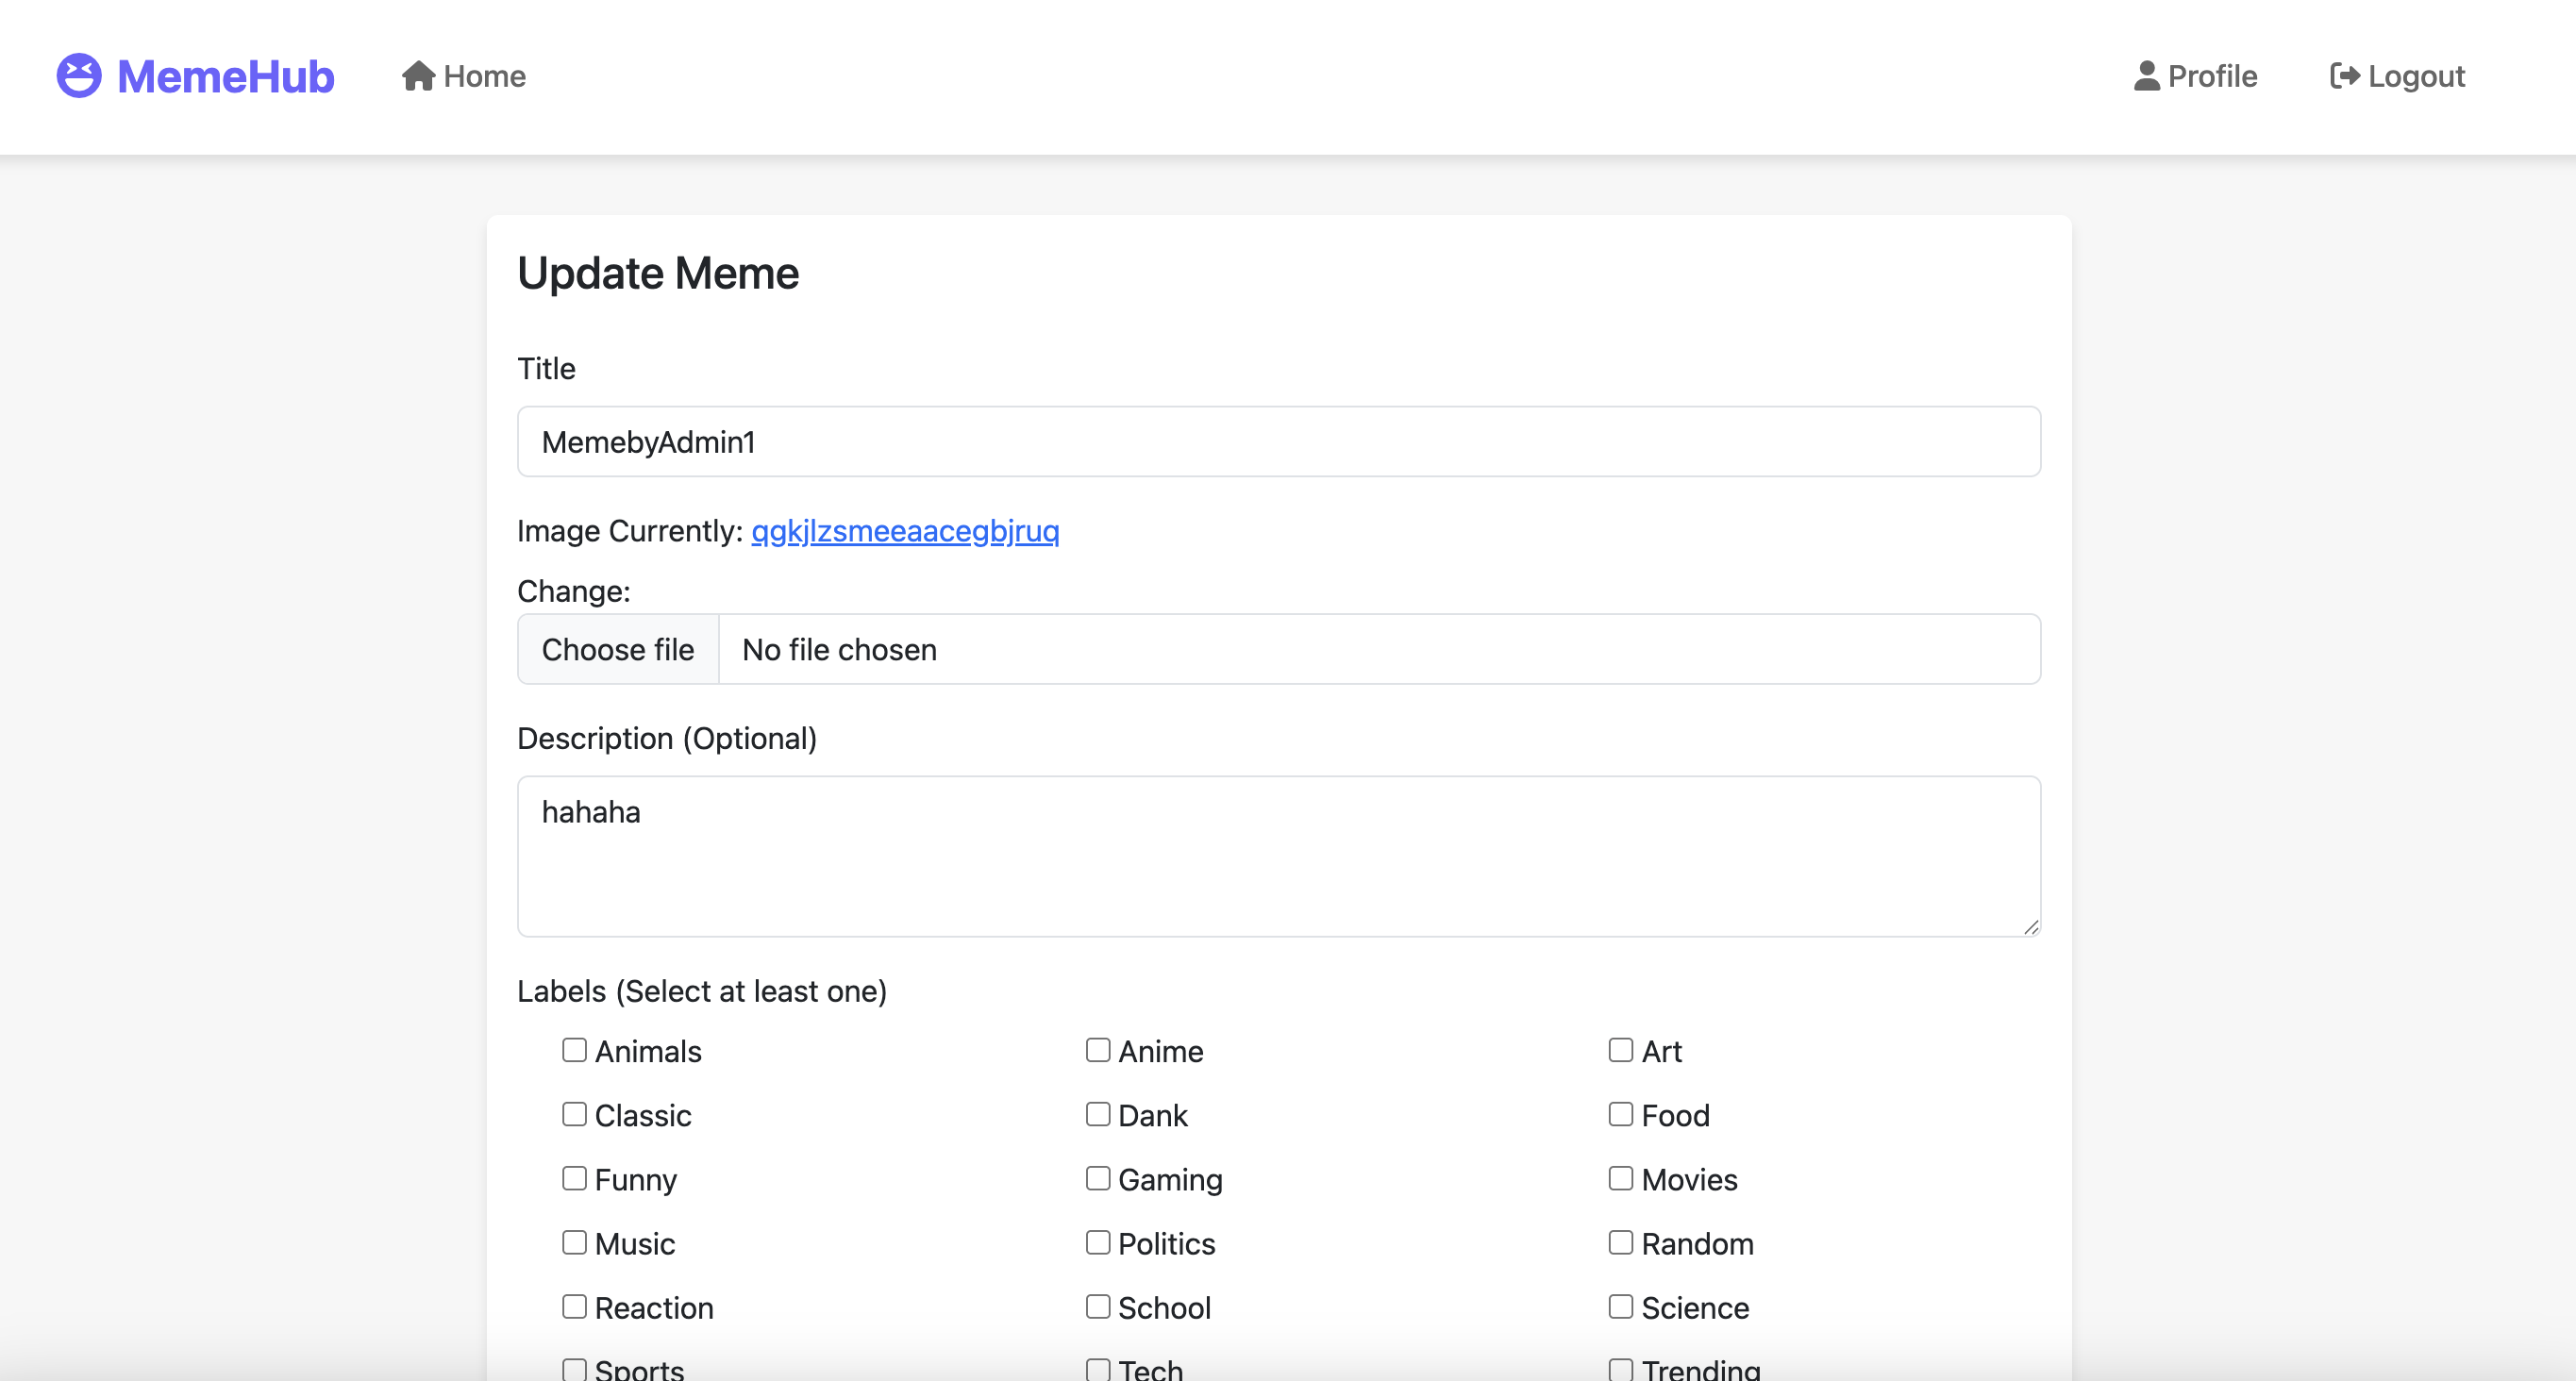 MemeHub Home Profile Logout
Update Meme
Title
MemebyAdmin1
Image Currently: qgkjlzsmeeaacegbjruq
Change:
Choose file No file chosen
Description (Optional)
hahaha
Labels (Select at least one)
Animals Anime Art
Classic Dank Food
Funny Gaming Movies
Music Politics Random
Reaction School Science
Sports Tech Trending